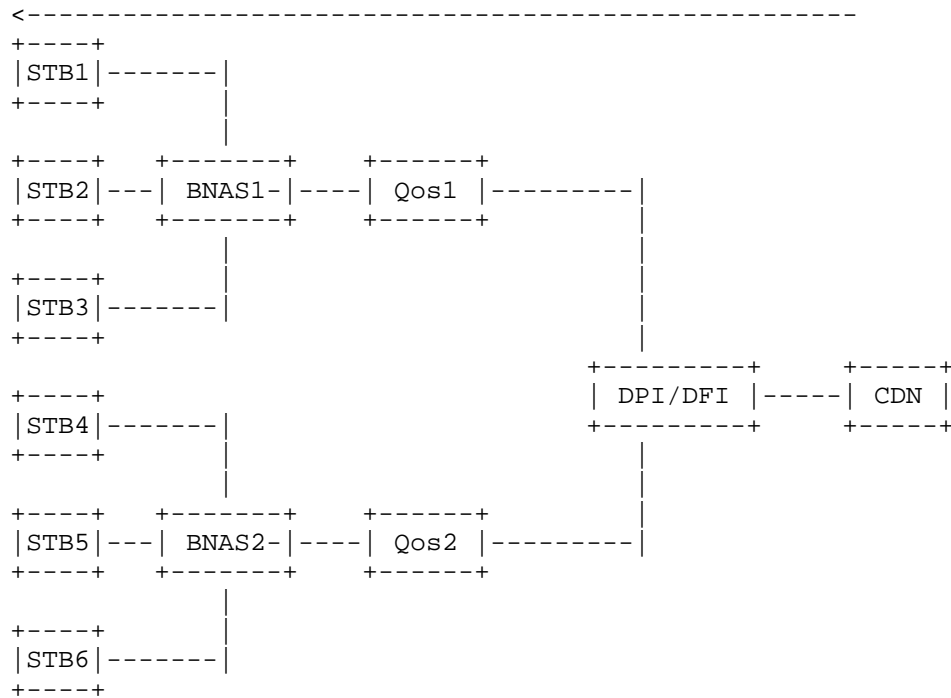 STB1
STB2 BNAS1 Qos1
STB3
DPI/DFI CDN
STB4
STB5 BNAS2 Qos2
STB6